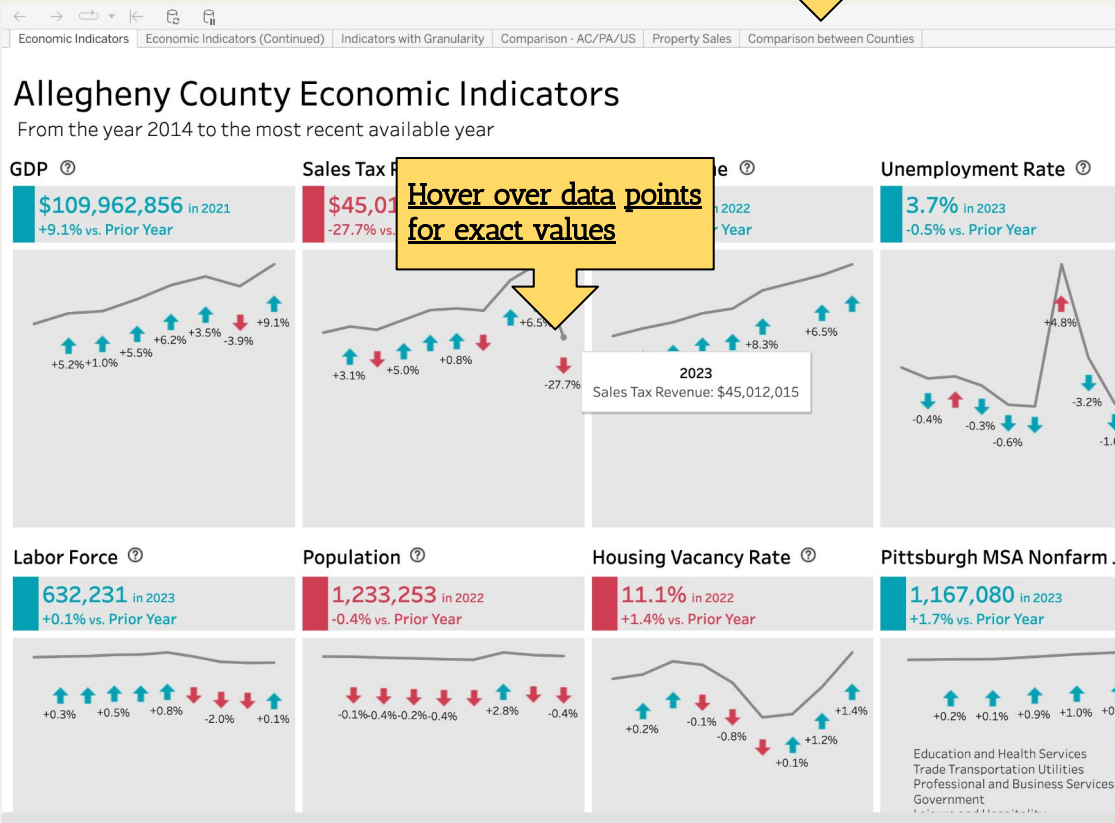 Economic Indicators
Economic Indicators (Continued)
Indicators with Granularity
Comparison - AC/PA/US
Property Sales
Comparison between Counties
Allegheny County Economic Indicators
From the year 2014 to the most recent available year
GDP
$109,962,856 in 2021
+9.1% vs. Prior Year
+5.2%
+1.0%
+5.5%
+6.2%
+3.5%
-3.9%
+9.1%
Sales Tax
$45,01
-27.7% vs.
+3.1%
+5.0%
+0.8%
+6.5%
-27.7%
Hover over data points
for exact values
2023
Sales Tax Revenue: $45,012,015
2022
Year
+8.3%
+6.5%
Unemployment Rate
3.7% in 2023
-0.5% vs. Prior Year
-0.4%
-0.3%
-0.6%
+4.8%
-3.2%
Labor Force
632,231 in 2023
+0.1% vs. Prior Year
+0.3%
+0.5%
+0.8%
-2.0%
+0.1%
Population
1,233,253 in 2022
-0.4% vs. Prior Year
-0.1%
-0.4%
-0.2%
-0.4%
+2.8%
-0.4%
Housing Vacancy Rate
11.1% in 2022
+1.4% vs. Prior Year
+0.2%
-0.1%
-0.8%
+0.1%
+1.2%
+1.4%
Pittsburgh MSA Nonfarm
1,167,080 in 2023
+1.7% vs. Prior Year
+0.2%
+0.1%
+0.9%
+1.0%
Education and Health Services
Trade Transportation Utilities
Professional and Business Services
Government